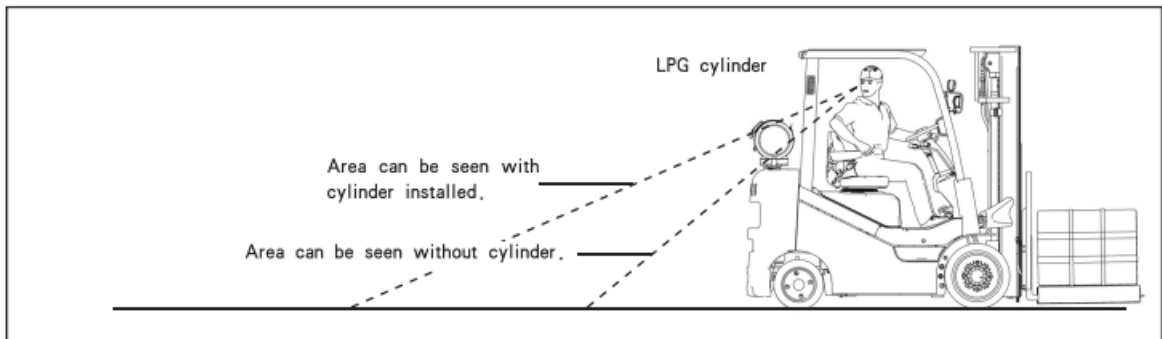 LPG cylinder
Area can be seen with
cylinder installed.
Area can be seen without cylinder.